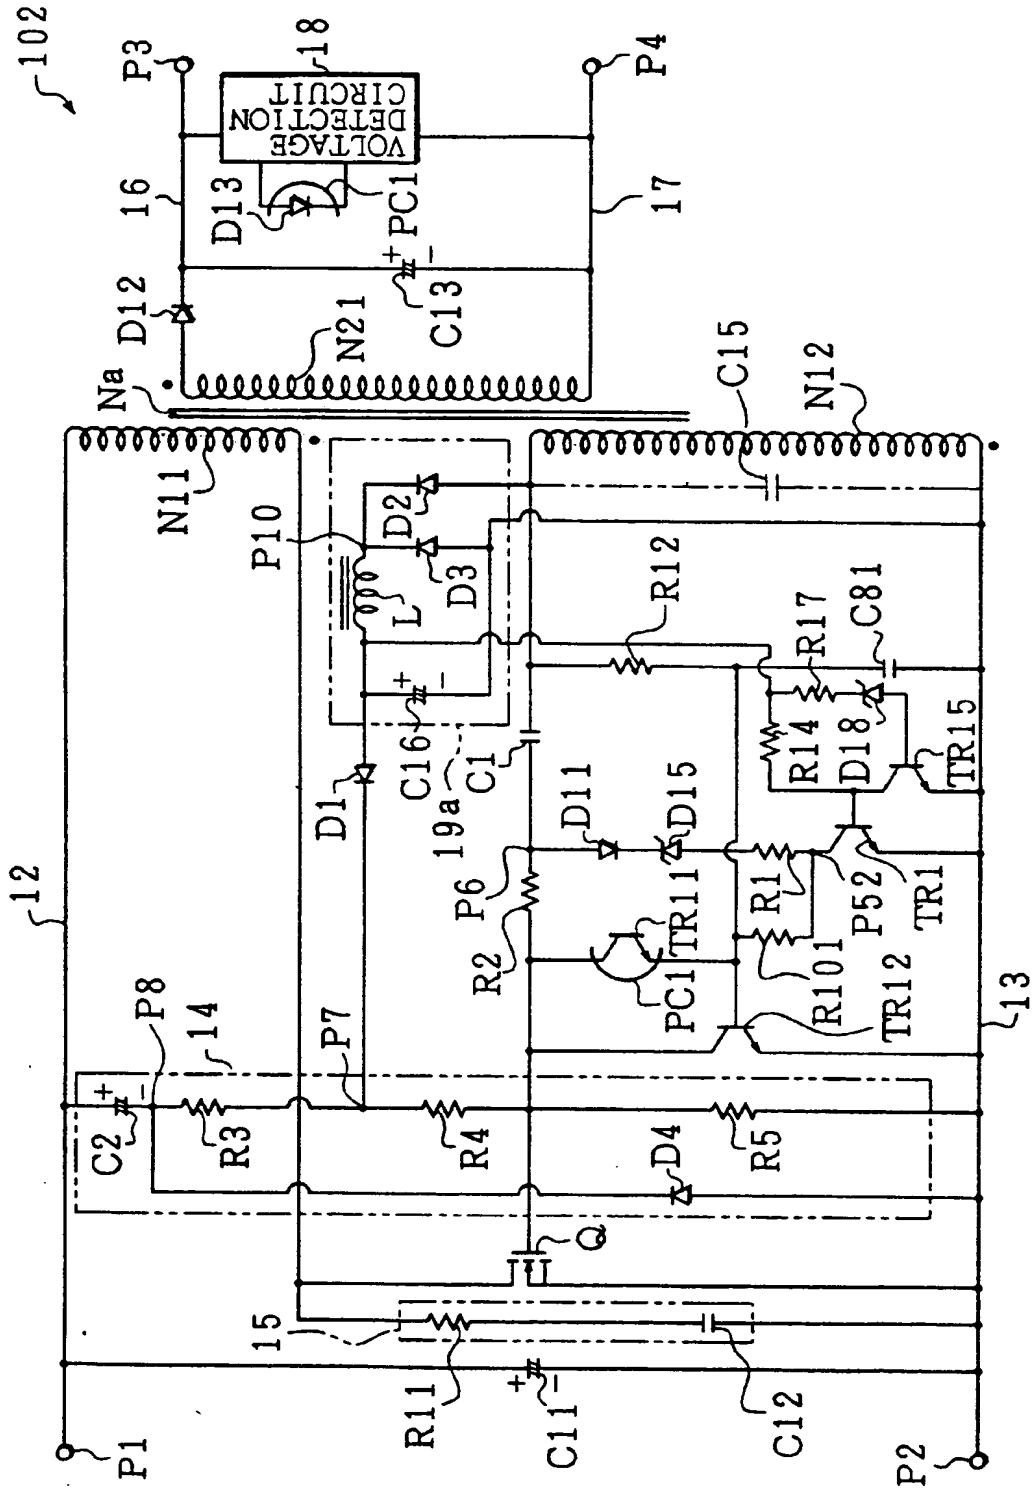 102
P1
12
P8
14
C2
R3
P7
R4
R5
D4
Q
15
R11
C11
C12
P2
13
N11
Na
P10
D2
D3
L
D1
C16
+
-
19a
C1
P6
R2
D11
D15
R12
R14
R17
D18
C81
TR15
TR1
P52
R1
R101
TR11
PC1
TR12
C15
N12
N21
D12
16
P3
D13
PC1
VOLTAGE
DETECTION
CIRCUIT
18
C13
+
-
17
P4
+
-
+
-